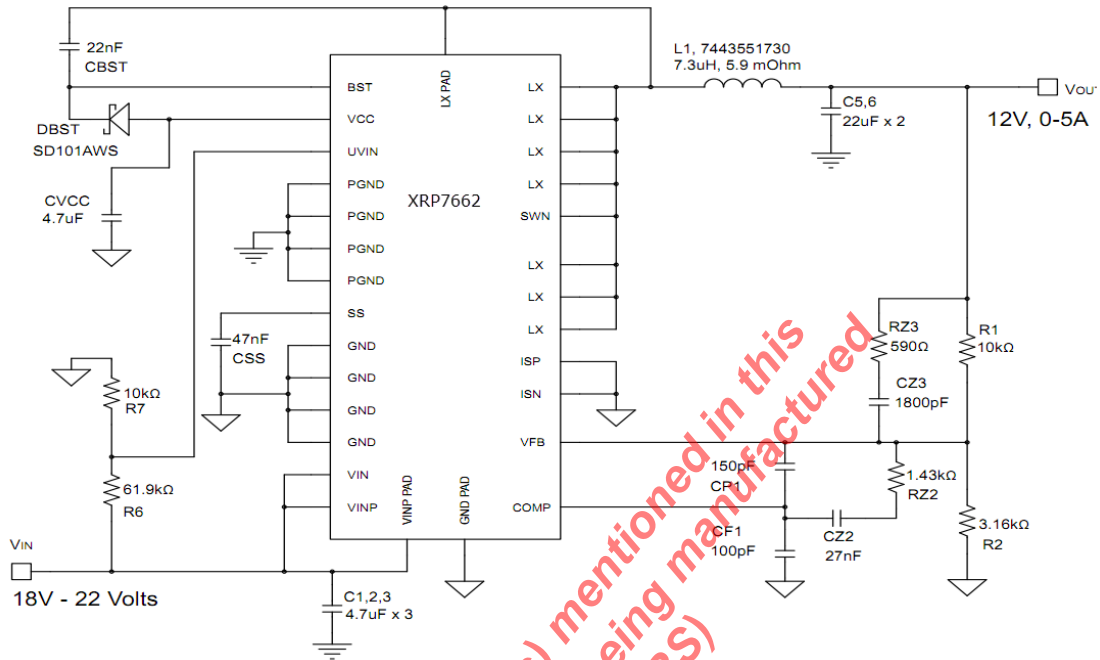 22nF
CBST
DBST
SD101AWS
CVCC
4.7uF
BST
VCC
UVIN
PGND
PGND
PGND
PGND
SS
GND
GND
GND
GND
VIN
VINP
LX PAD
XRP7662
VINP PAD
GND PAD
LX
LX
LX
LX
SWN
LX
LX
LX
ISP
ISN
VFB
COMP
L1, 7443551730
7.3uH, 5.9 mOhm
C5,6
22uF x 2
VOUT
12V, 0-5A
47nF
CSS
10kΩ
R7
61.9kΩ
R6
VIN
18V - 22 Volts
C1,2,3
4.7uF x 3
RZ3
590Ω
CZ3
1800pF
R1
10kΩ
150pF
CP1
CF1
100pF
1.43kΩ
RZ2
CZ2
27nF
3.16kΩ
R2
) mentioned in this
eing manufactured